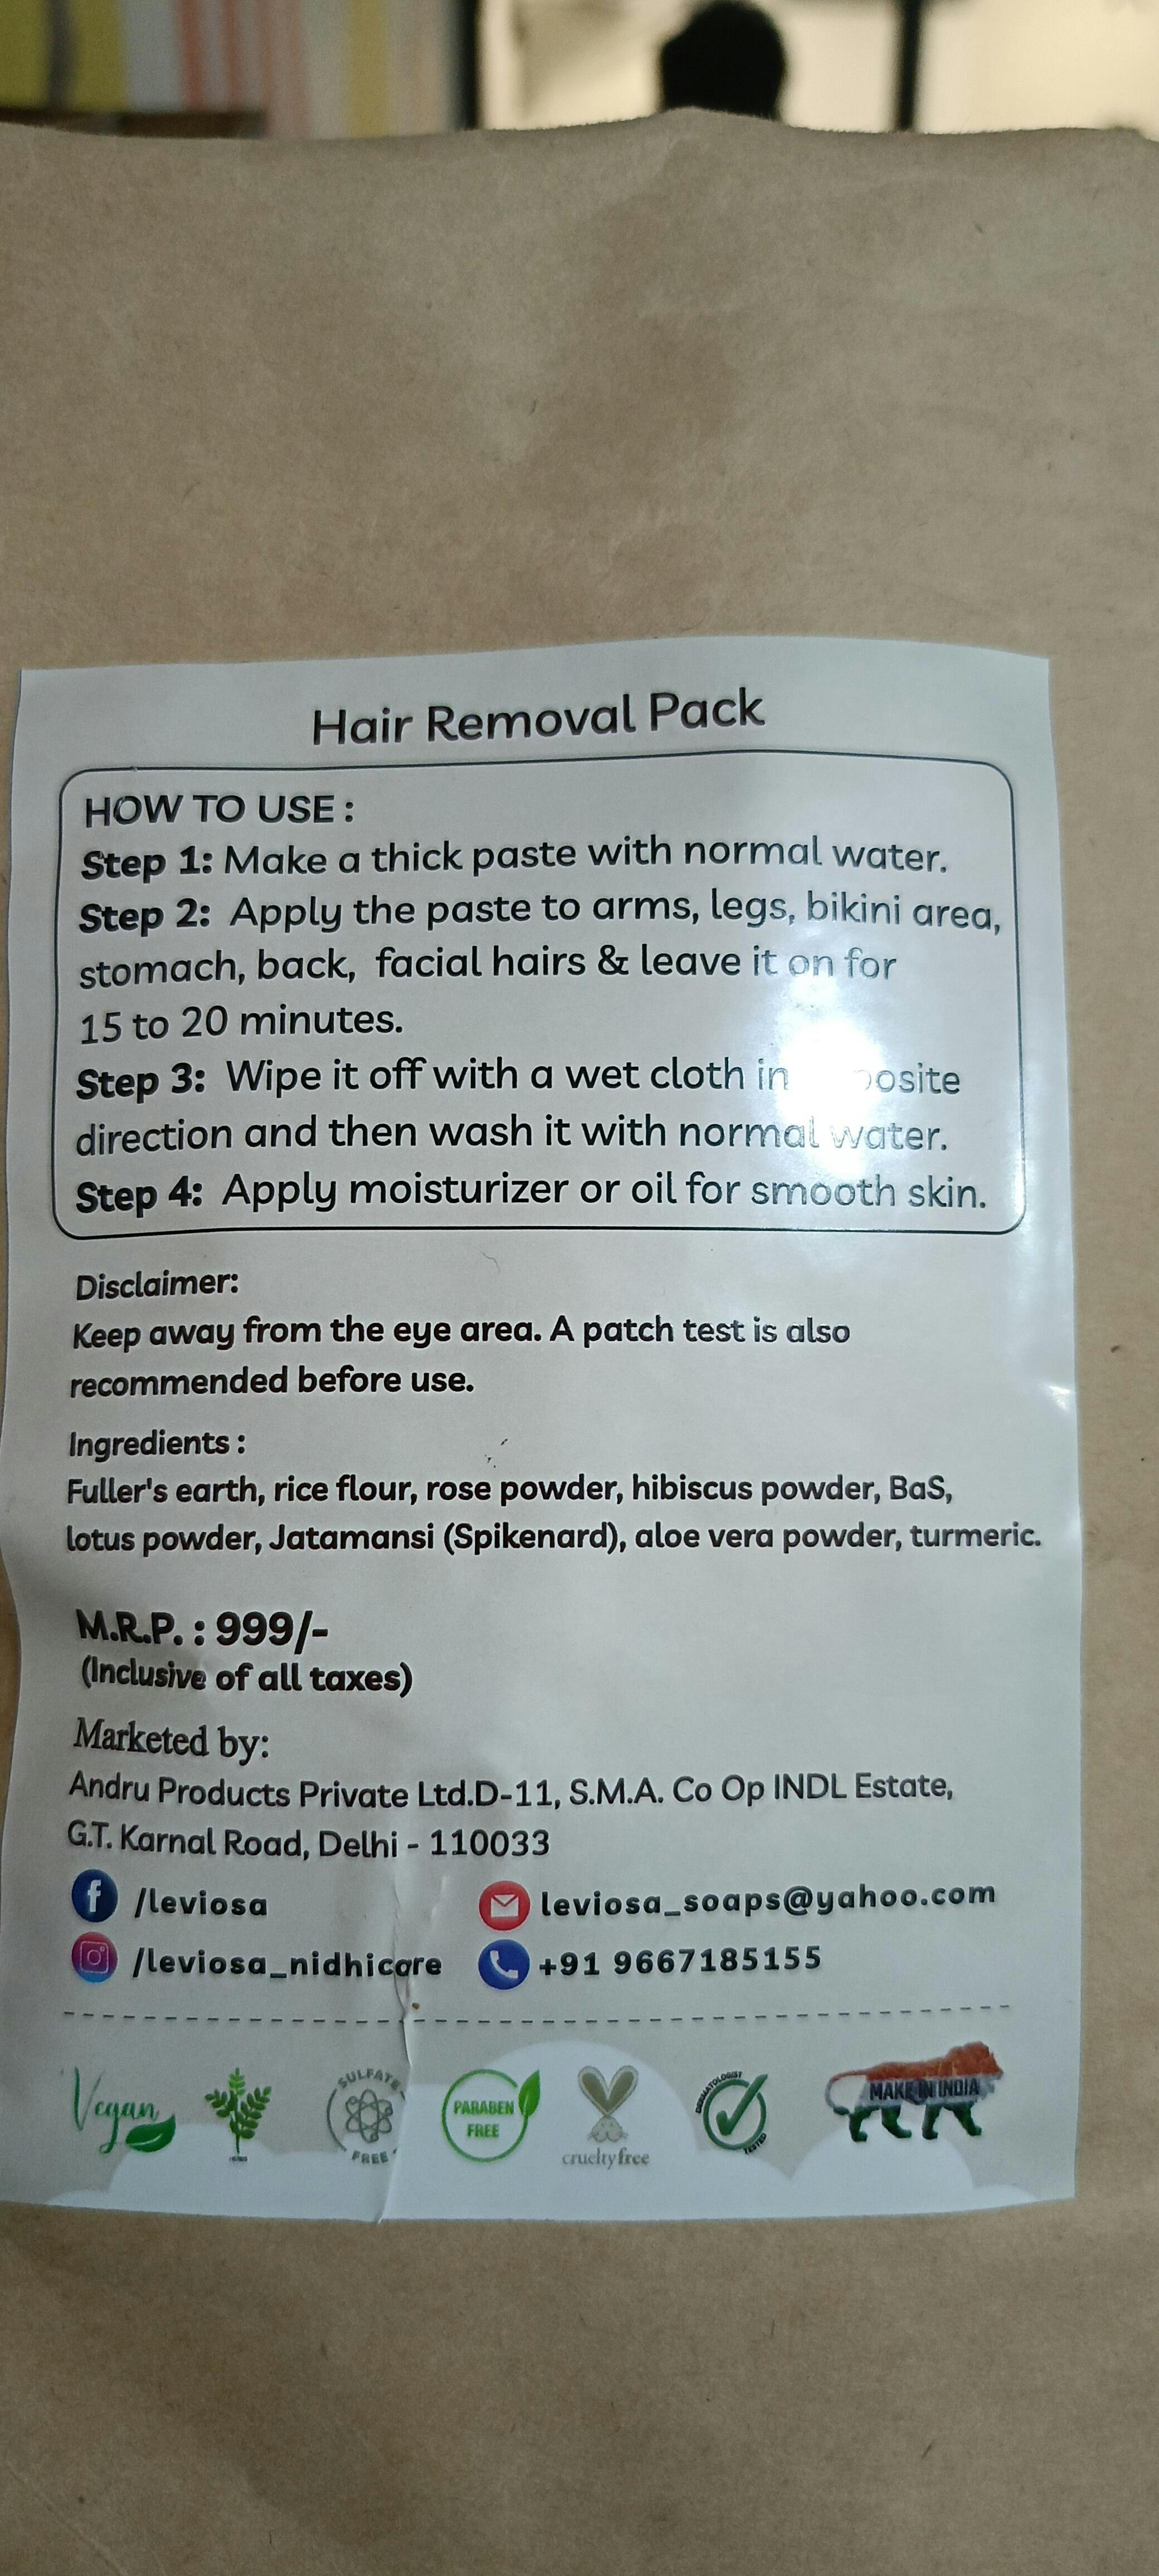 Hair Removal Pack
HOW TO USE :
Step 1: Make a thick paste with normal water.
Step 2: Apply the paste to arms, legs, bikini area,
stomach, back, facial hairs & leave it on for
15 to 20 minutes.
Step 3: Wipe it off with a wet cloth in
direction and then wash it with normal water.
Step 4: Apply moisturizer or oil for smooth skin.
Disclaimer:
Keep away from the eye area. A patch test is also
recommended before use.
Ingredients :
Fuller's earth, rice flour, rose powder, hibiscus powder, BaS,
lotus powder, Jatamansi (Spikenard), aloe vera powder, turmeric.
M.R.P. : 999/-
(Inclusive of all taxes)
Marketed by:
Andru Products Private Ltd.D-11, S.M.A. Co Op INDL Estate,
G.T. Karnal Road, Delhi - 110033
/leviosa leviosa_soaps@yahoo.com
/leviosa_nidhicare +91 9667185155
Vegan
SULFATE
FREE
PARABEN
FREE
crueltyfree
DERMATOLOGIST
TESTED
MAKE IN INDIA